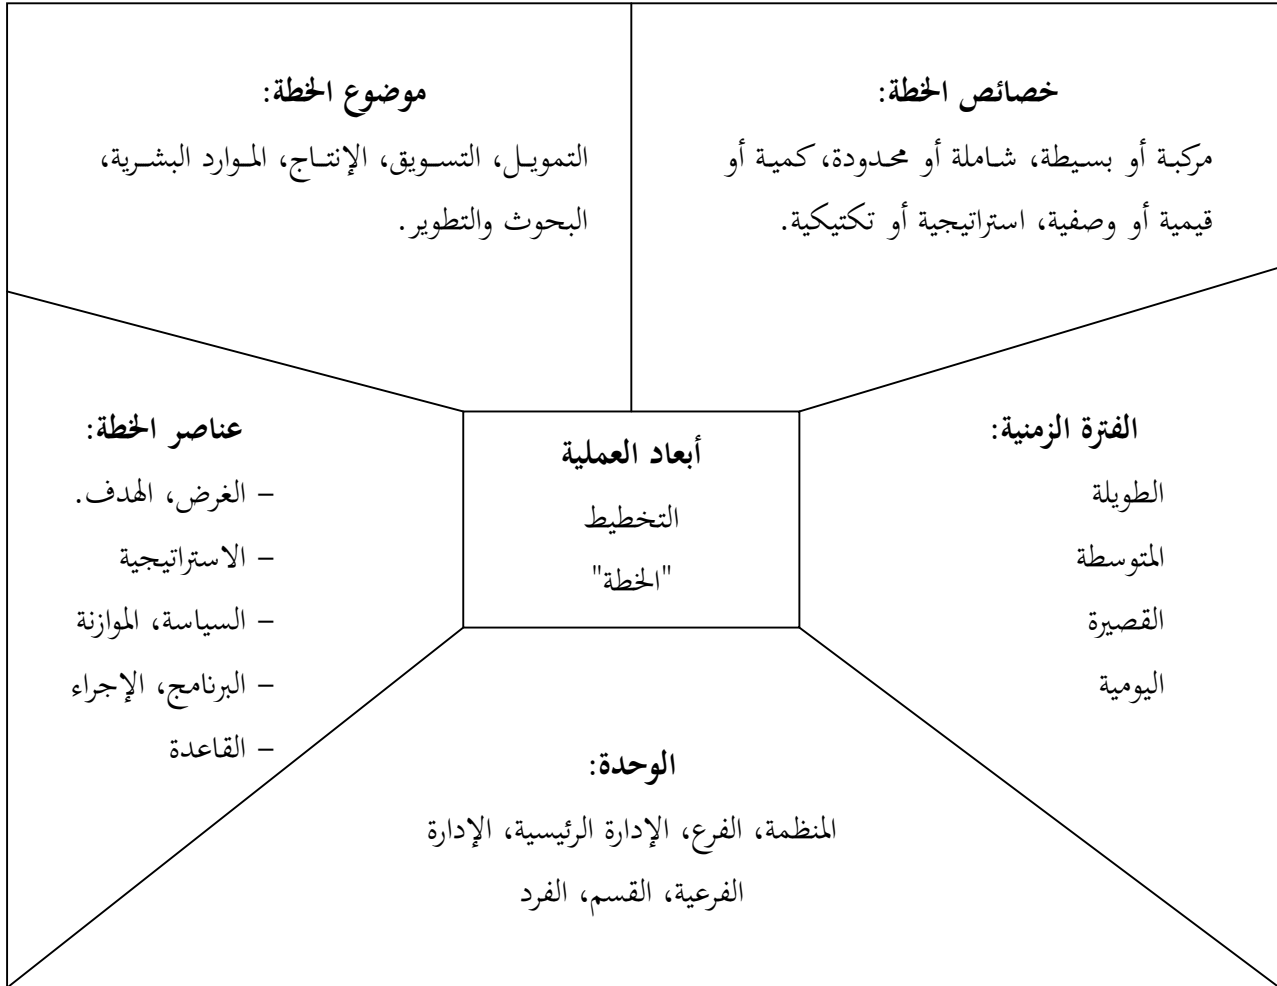 خصائص الخطة:
مركبة أو بسيطة، شاملة أو محدودة، كمية أو
قيمية أو وصفية، استراتيجية أو تكتيكية.
موضوع الخطة:
التمويل، التسويق، الإنتاج، الموارد البشرية،
البحوث والتطوير.
الفترة الزمنية:
الطويلة
المتوسطة
القصيرة
اليومية
أبعاد العملية
التخطيط
"الخطة"
عناصر الخطة:
– الغرض، الهدف.
– الاستراتيجية
– السياسة، الموازنة
– البرنامج، الإجراء
– القاعدة
الوحدة:
المنظمة، الفرع، الإدارة الرئيسية، الإدارة
الفرعية، القسم، الفرد